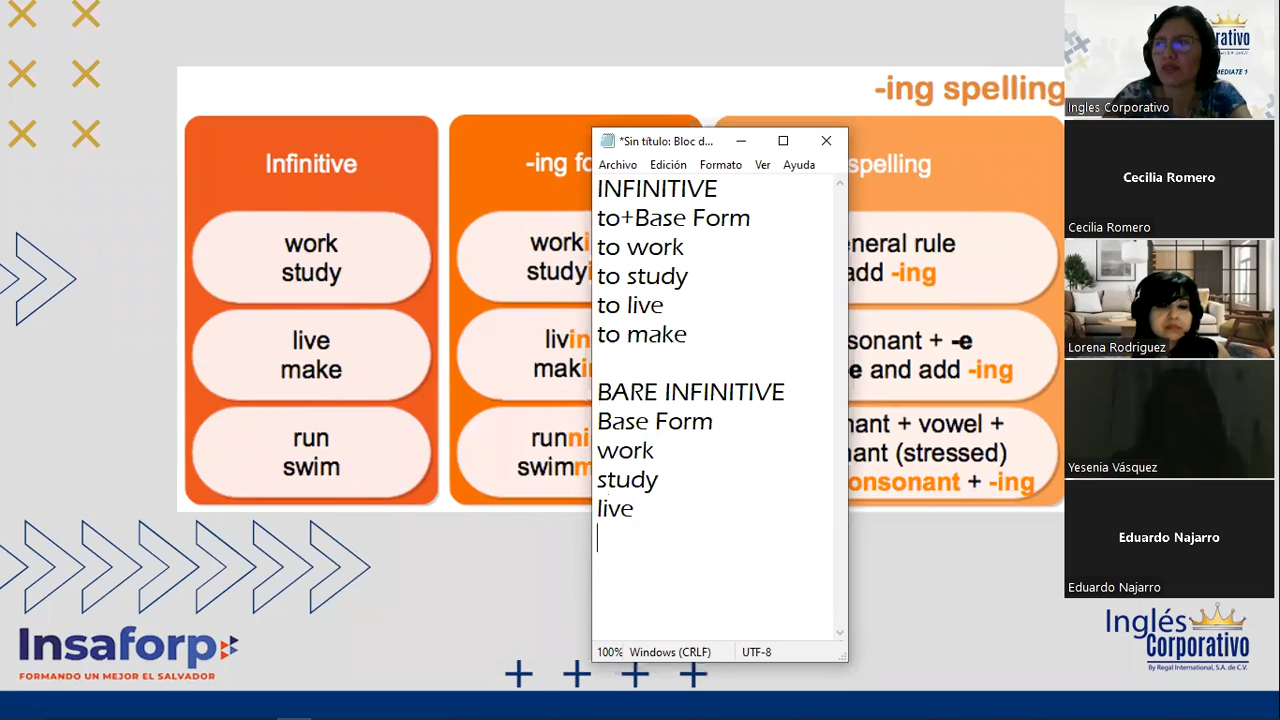 -ing spelling
Infinitive
-ing fo
spelling
work
study
worki
studyi
eneral rule
add -ing
live
make
livin
maki
sonant + -e
e and add -ing
run
swim
runni
swimm
nant + vowel +
nant (stressed)
onsonant + -ing
*Sin título: Bloc d...
Archivo Edición Formato Ver Ayuda
INFINITIVE
to+Base Form
to work
to study
to live
to make
BARE INFINITIVE
Base Form
work
study
live
100% Windows (CRLF) UTF-8
Insaforp
FORMANDO UN MEJOR EL SALVADOR
rativo
MEDIATE 1
Ingles Corporativo
Cecilia Romero
Cecilia Romero
Lorena Rodriguez
Yesenia Vásquez
Eduardo Najarro
Eduardo Najarro
Inglés
Corporativo
By Regal International, S.A. de C.V.